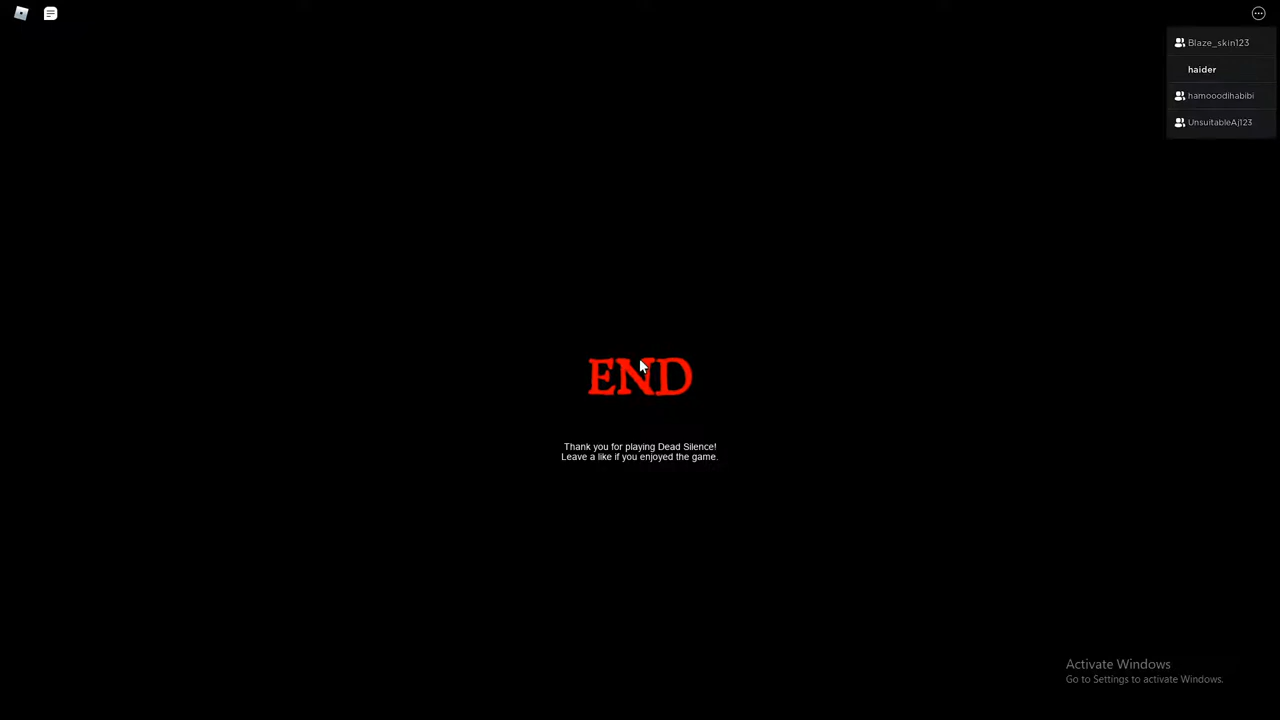 Blaze_skin123
haider
hamooodihabibi
UnsuitableAj123
END
Thank you for playing Dead Silence!
Leave a like if you enjoyed the game.
Activate Windows
Go to Settings to activate Windows.